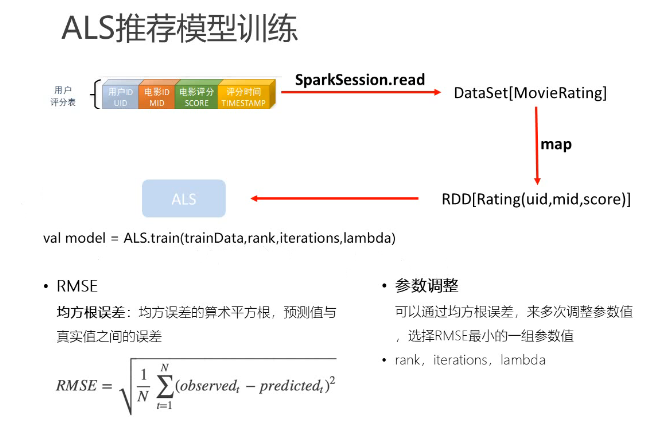 ALS推荐模型训练
用户
评分表
用户ID
UID
电影ID
MID
电影评分
SCORE
评分时间
TIMESTAMP
SparkSession.read
DataSet[MovieRating]
map
RDD[Rating(uid,mid,score)]
ALS
val model = ALS.train(trainData,rank,iterations,lambda)
• RMSE
均方根误差：均方误差的算术平方根，预测值与
真实值之间的误差
RMSE = √(1/N ∑_{t=1}^{N} (observed_t − predicted_t)²)
• 参数调整
可以通过均方根误差，来多次调整参数值
，选择RMSE最小的一组参数值
• rank，iterations，lambda